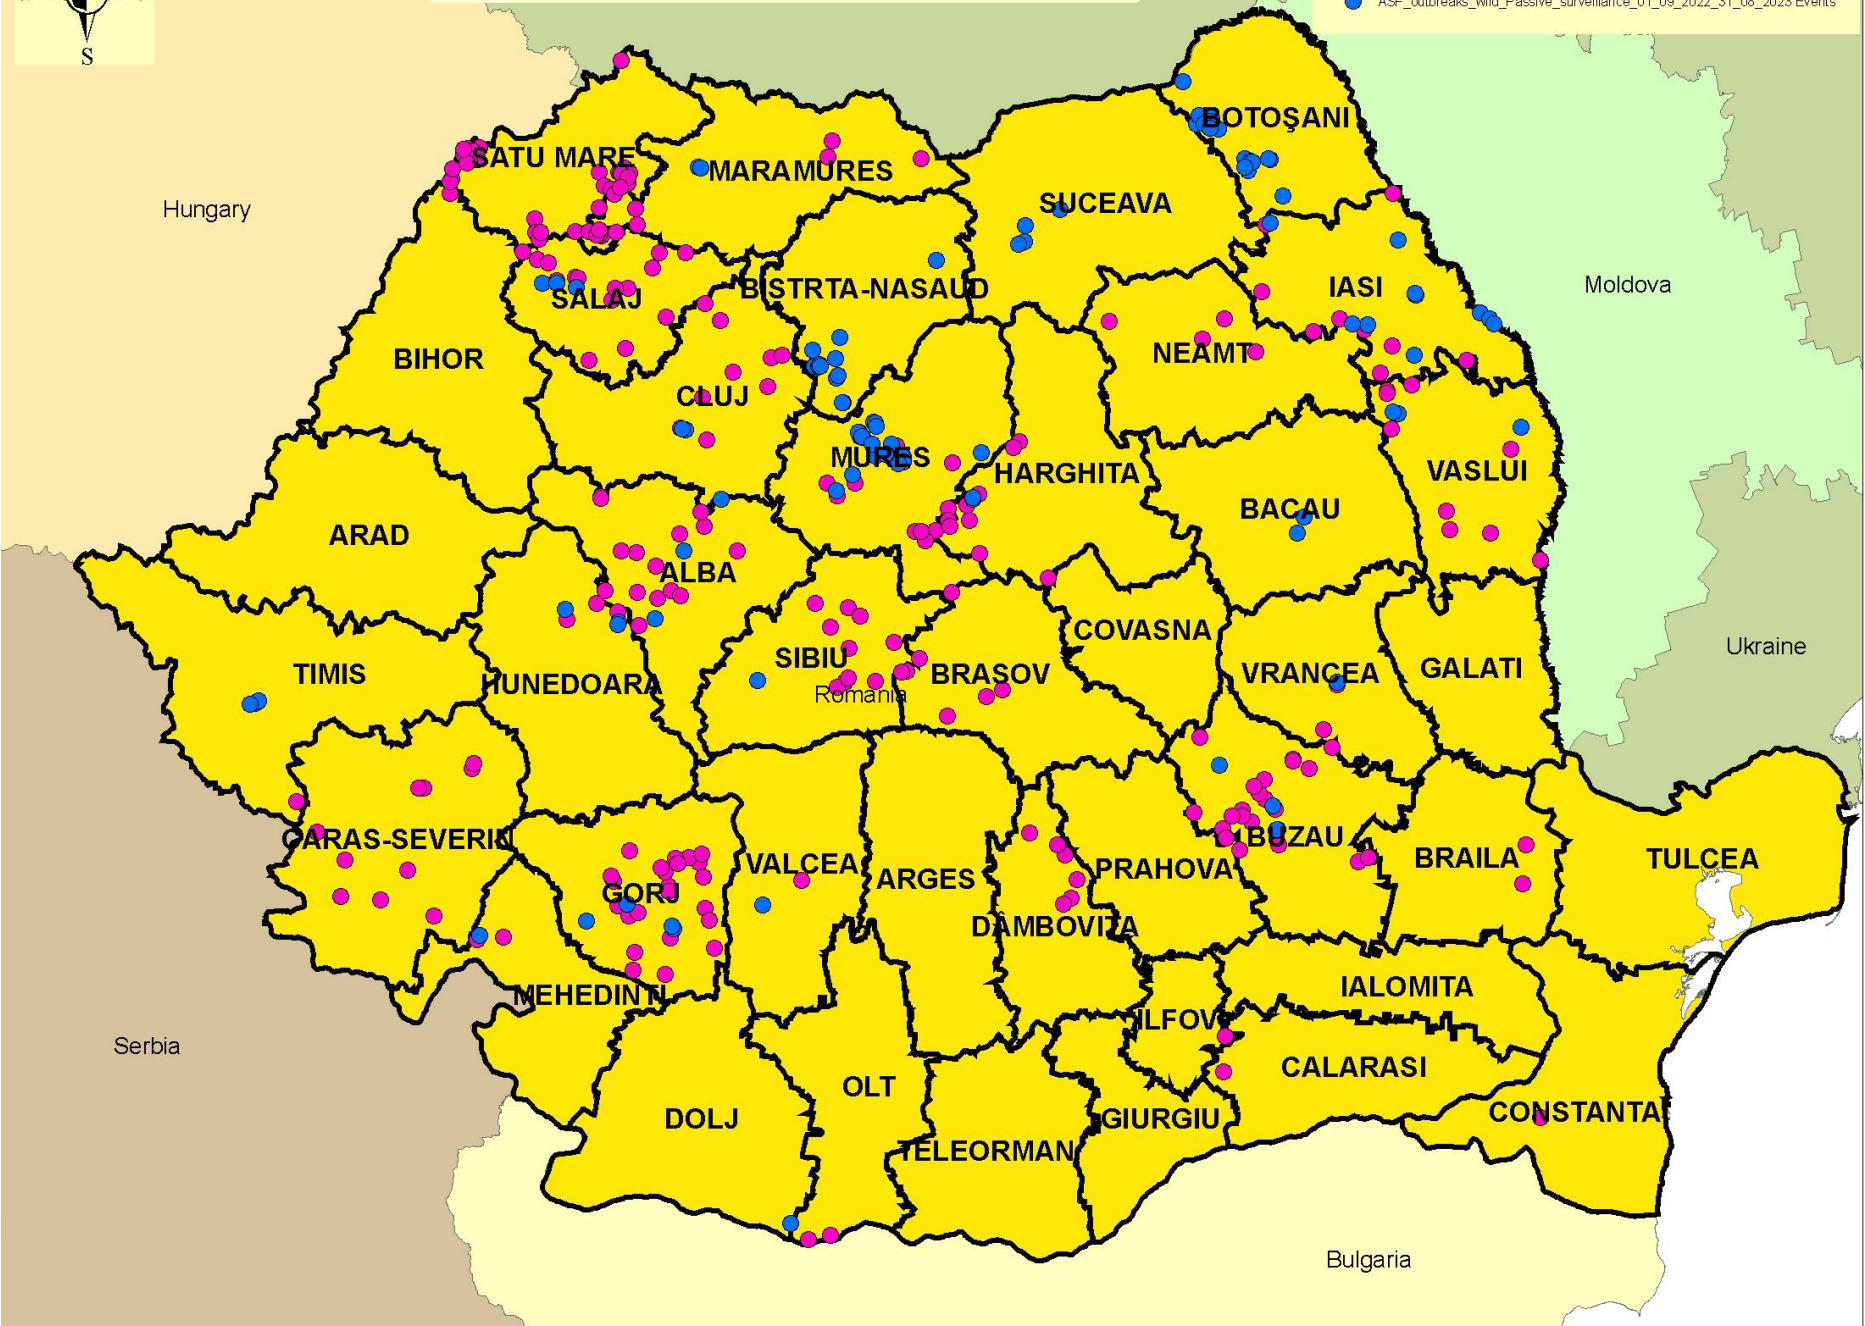 ASF_outbreaks_Wild_Passive_surveillance_01_09_2022_31_08_2023 Events
S
BOTOŞANI
SATU MARE
MARAMURES
SUCEAVA
Hungary
Moldova
BISTRTA-NASAUD
IASI
SALAJ
NEAMT
BIHOR
CLUJ
MURES
HARGHITA
VASLUI
BACAU
ARAD
ALBA
COVASNA
Ukraine
SIBIU
BRASOV
VRANCEA
GALATI
TIMIS
HUNEDOARA
Romania
CARAS-SEVERIN
BUZAU
BRAILA
TULCEA
VALCEA
PRAHOVA
ARGES
GORJ
DÂMBOVITA
IALOMITA
MEHEDINTI
ILFOV
Serbia
CALARASI
OLT
CONSTANTA
DOLJ
GIURGIU
TELEORMAN
Bulgaria